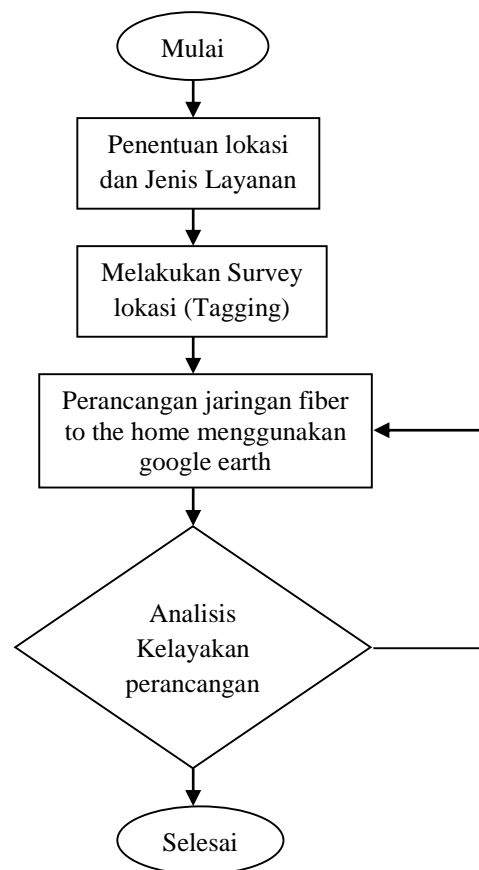 Mulai
Penentuan lokasi
dan Jenis Layanan
Melakukan Survey
lokasi (Tagging)
Perancangan jaringan fiber
to the home menggunakan
google earth
Analisis
Kelayakan
perancangan
Selesai